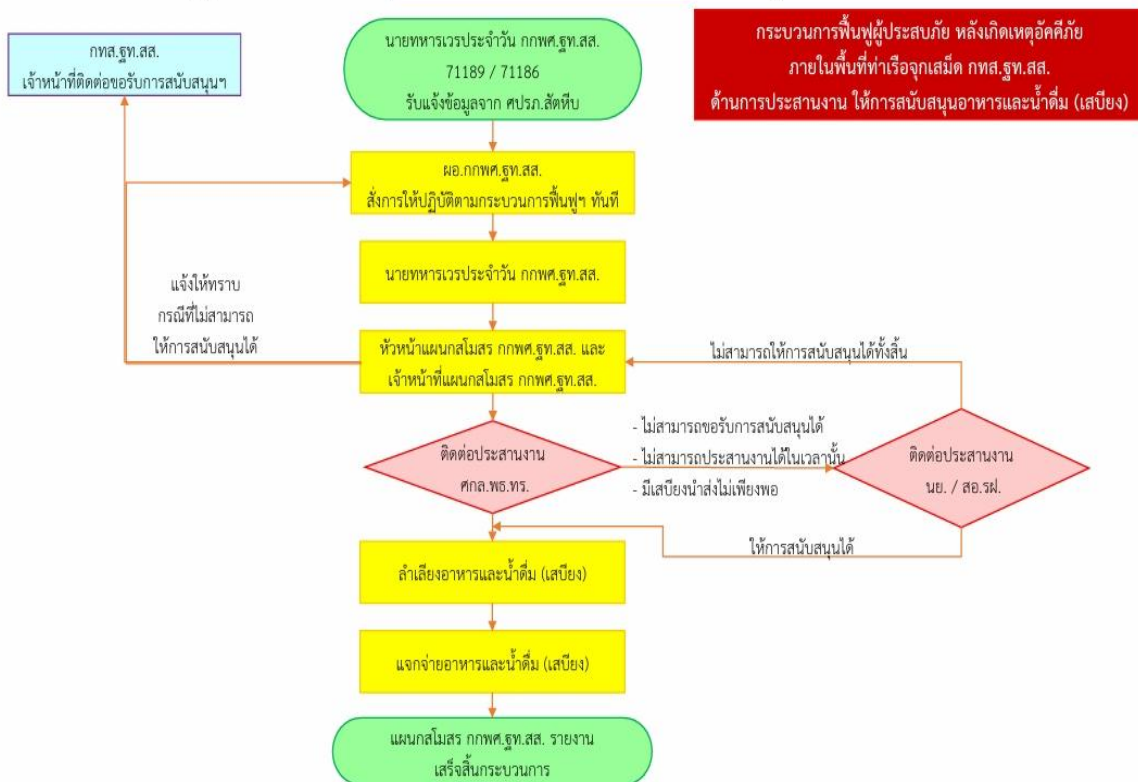 กทส.ฐท.สส.
เจ้าหน้าที่ติดต่อขอรับการสนับสนุนฯ
นายทหารเวรประจำวัน กกพศ.ฐท.สส.
71189 / 71186
รับแจ้งข้อมูลจาก ศปรภ.สัตหีบ
กระบวนการฟื้นฟูผู้ประสบภัย หลังเกิดเหตุอัคคีภัย
ภายในพื้นที่ท่าเรือจุกเสม็ด กทส.ฐท.สส.
ด้านการประสานงาน ให้การสนับสนุนอาหารและน้ำดื่ม (เสบียง)
ผอ.กกพศ.ฐท.สส.
สั่งการให้ปฏิบัติตามกระบวนการฟื้นฟูฯ ทันที
นายทหารเวรประจำวัน กกพศ.ฐท.สส.
แจ้งให้ทราบ
กรณีที่ไม่สามารถ
ให้การสนับสนุนได้
หัวหน้าแผนกสโมสร กกพศ.ฐท.สส. และ
เจ้าหน้าที่แผนกสโมสร กกพศ.ฐท.สส.
ไม่สามารถให้การสนับสนุนได้ทั้งสิ้น
ติดต่อประสานงาน
ศกล.พธ.ทร.
- ไม่สามารถขอรับการสนับสนุนได้
- ไม่สามารถประสานงานได้ในเวลานั้น
- มีเสบียงนำส่งไม่เพียงพอ
ติดต่อประสานงาน
นย. / สอ.รฝ.
ให้การสนับสนุนได้
ลำเลียงอาหารและน้ำดื่ม (เสบียง)
แจกจ่ายอาหารและน้ำดื่ม (เสบียง)
แผนกสโมสร กกพศ.ฐท.สส. รายงาน
เสร็จสิ้นกระบวนการ